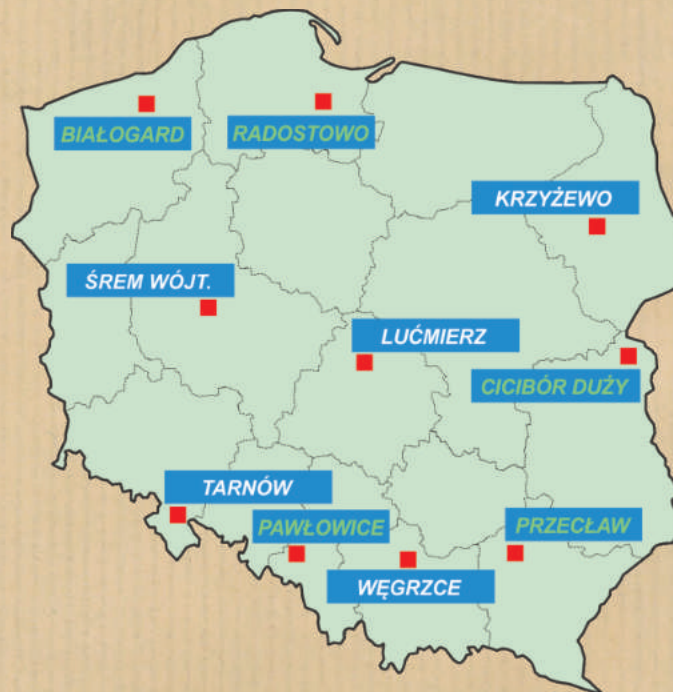 BIAŁOGARD
RADOSTOWO
KRZYŻEWO
ŚREM WÓJT.
LUĆMIERZ
CICIBÓR DUŻY
TARNÓW
PAWŁOWICE
PRZECŁAW
WĘGRZCE